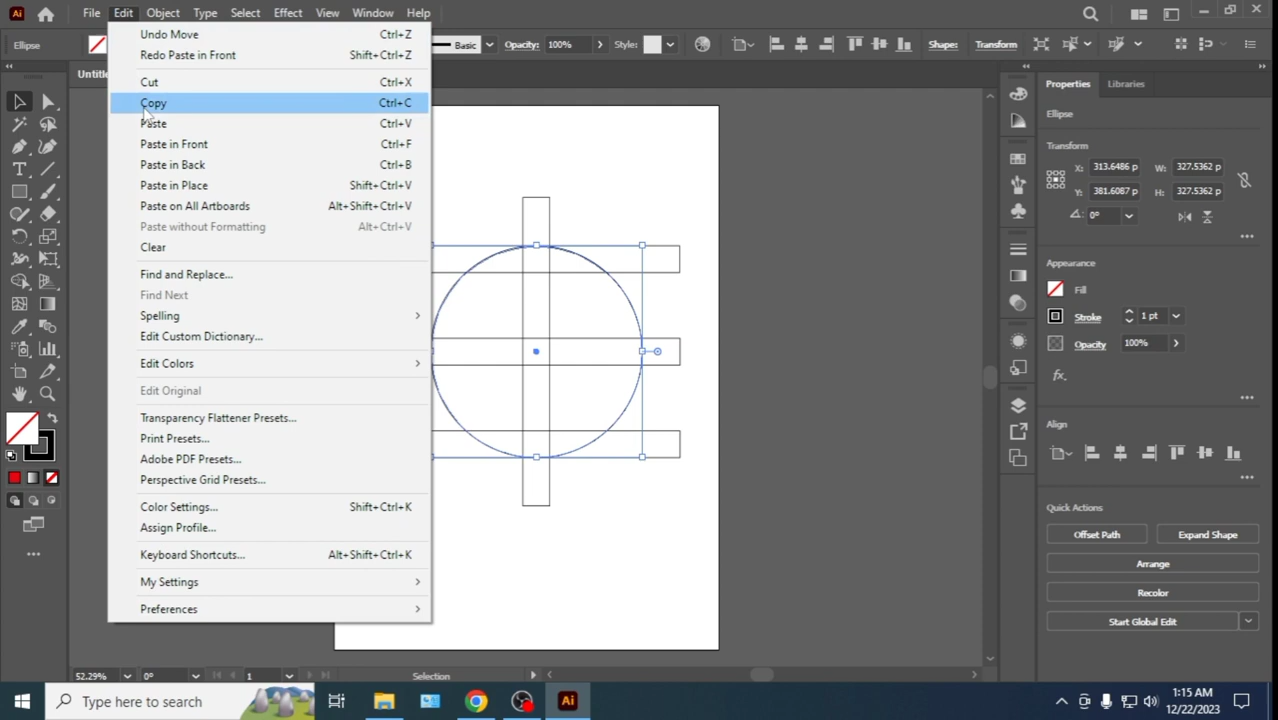 Ai File Edit Object Type Select Effect View Window Help
Ellipse Basic Opacity: 100% Style: Shape: Transform
Undo Move Ctrl+Z
Redo Paste in Front Shift+Ctrl+Z
Cut Ctrl+X
Copy Ctrl+C
Paste Ctrl+V
Paste in Front Ctrl+F
Paste in Back Ctrl+B
Paste in Place Shift+Ctrl+V
Paste on All Artboards Alt+Shift+Ctrl+V
Paste without Formatting Alt+Ctrl+V
Clear
Find and Replace...
Find Next
Spelling
Edit Custom Dictionary...
Edit Colors
Edit Original
Transparency Flattener Presets...
Print Presets...
Adobe PDF Presets...
Perspective Grid Presets...
Color Settings... Shift+Ctrl+K
Assign Profile...
Keyboard Shortcuts... Alt+Shift+Ctrl+K
My Settings
Preferences
Properties Libraries
Ellipse
Transform
X: 313.6486 p W: 327.5362 p
Y: 381.6087 p H: 327.5362 p
0°
Appearance
Fill
Stroke 1 pt
Opacity 100%
fx.
Align
Quick Actions
Offset Path Expand Shape
Arrange
Recolor
Start Global Edit
52.29% 0° 1 Selection
Type here to search Ai 1:15 AM
12/22/2023